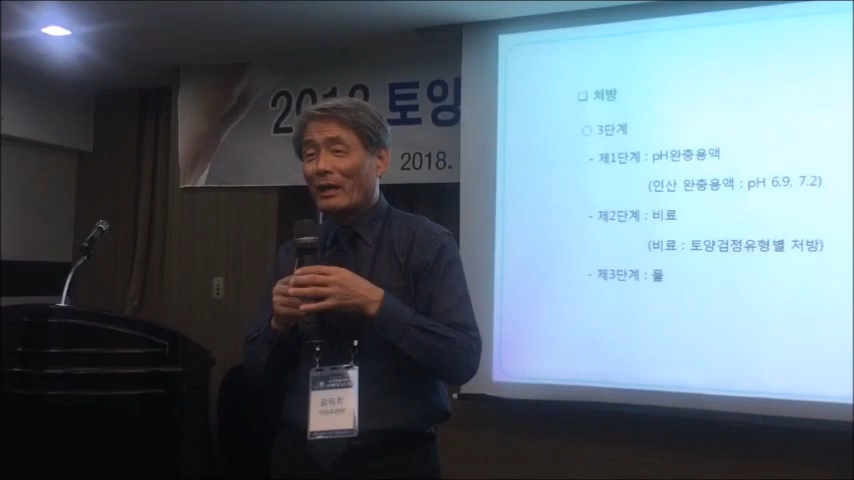 토양
2018.
❑ 처방
○ 3단계
- 제1단계 : pH완충용액
(인산 완충용액 : pH 6.9, 7.2)
- 제2단계 : 비료
(비료 : 토양검정유형별 처방)
- 제3단계 : 물